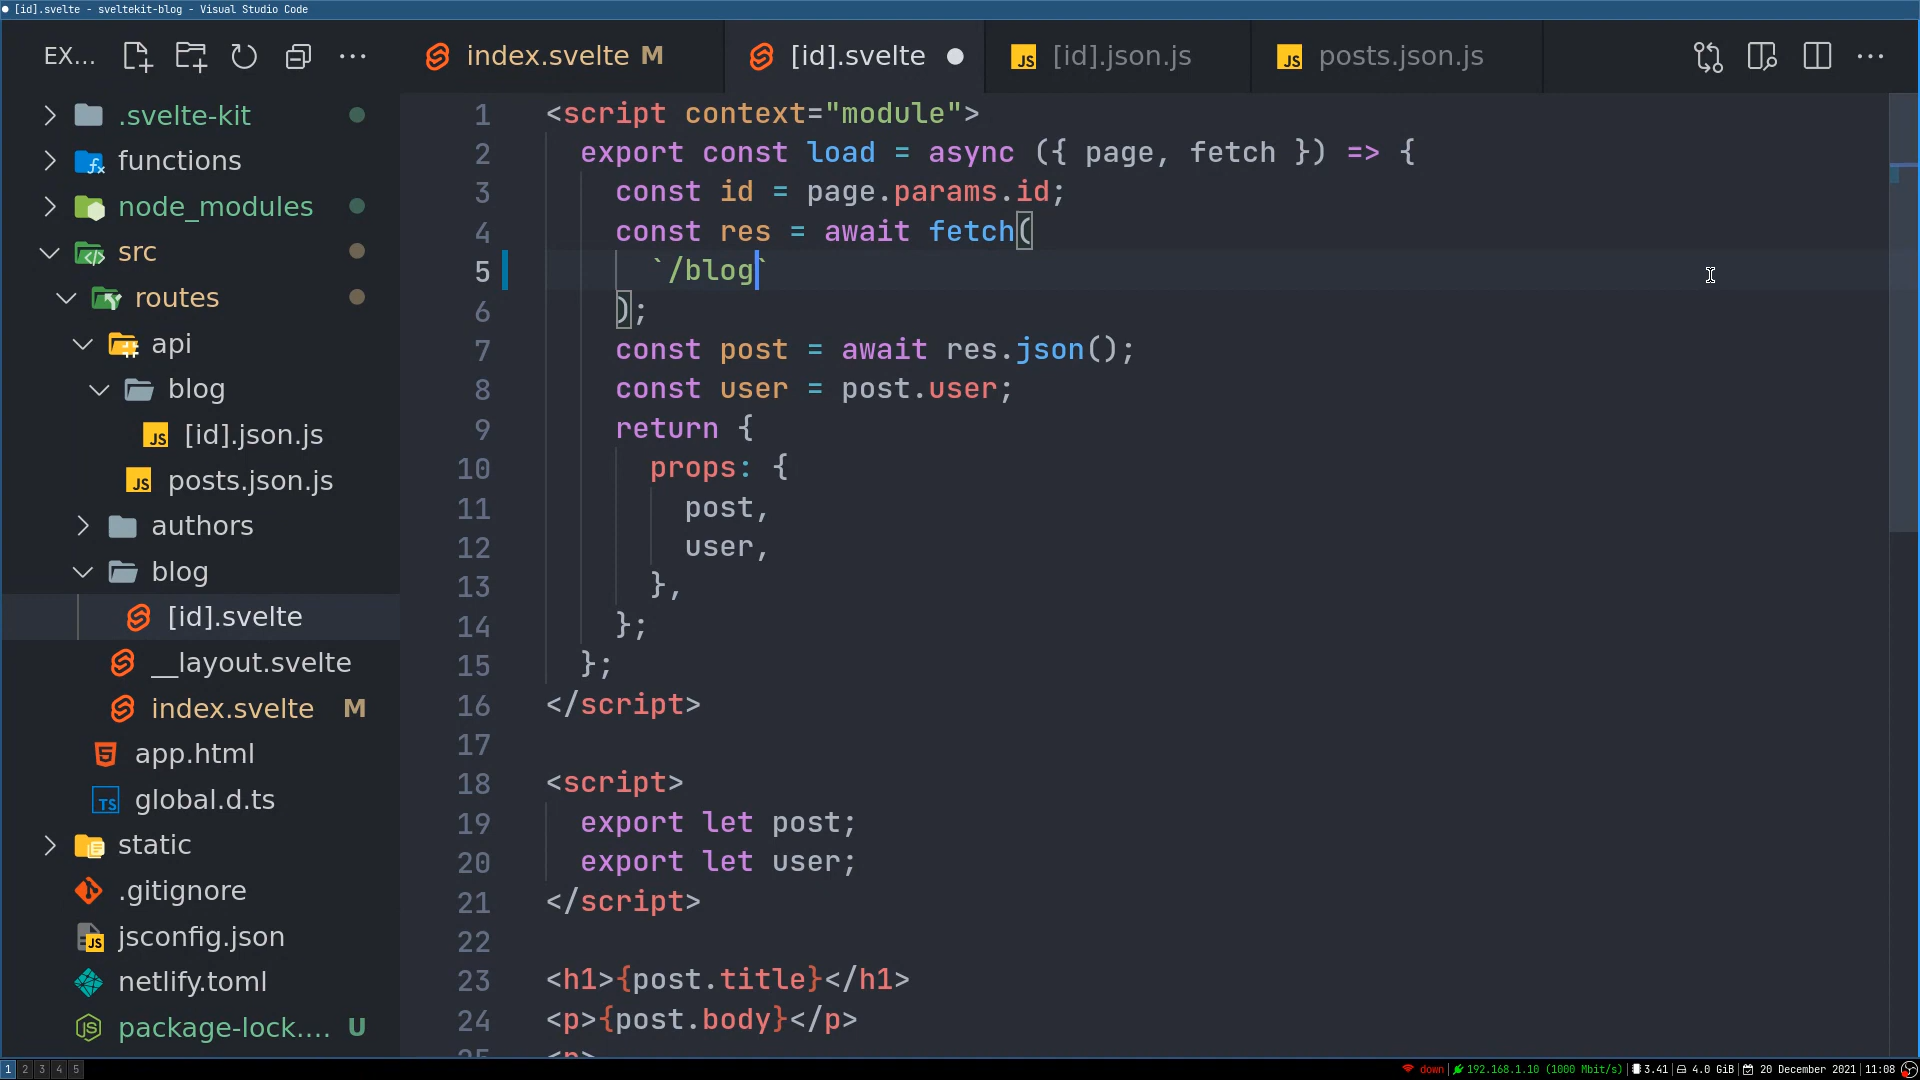 [id].svelte - sveltekit-blog - Visual Studio Code
EX...
index.svelte M
[id].svelte
[id].json.js
posts.json.js
.svelte-kit
functions
node_modules
src
routes
api
blog
[id].json.js
posts.json.js
authors
blog
[id].svelte
__layout.svelte
index.svelte M
app.html
global.d.ts
static
.gitignore
jsconfig.json
netlify.toml
package-lock.... U
1 <script context="module">
2 export const load = async ({ page, fetch }) => {
3 const id = page.params.id;
4 const res = await fetch(
5 `/blog`
6 );
7 const post = await res.json();
8 const user = post.user;
9 return {
10 props: {
11 post,
12 user,
13 },
14 };
15 };
16 </script>
17
18 <script>
19 export let post;
20 export let user;
21 </script>
22
23 <h1>{post.title}</h1>
24 <p>{post.body}</p>
25 <p>
1 2 3 4 5
down | 192.168.1.10 (1000 Mbit/s) | 3.41 | 4.0 GiB | 20 December 2021 | 11:08